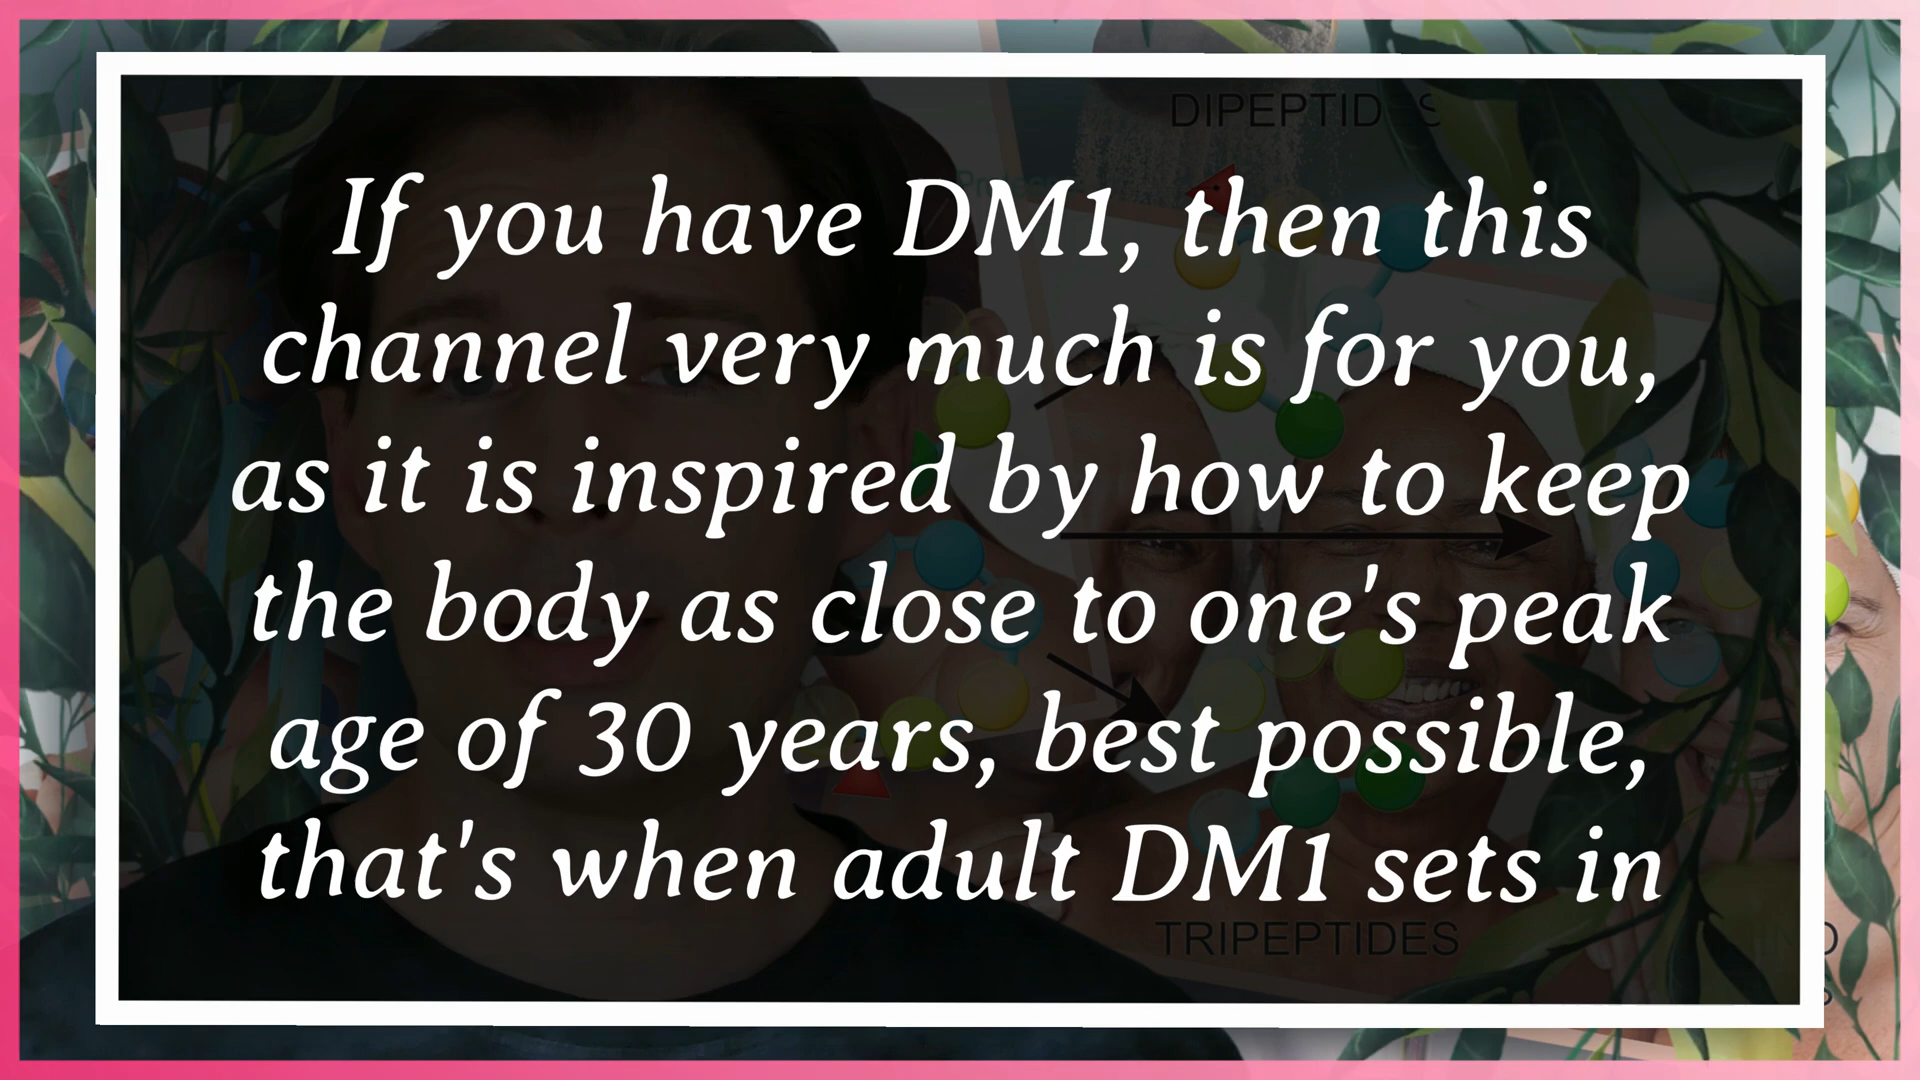 DIPEPTIDES
If you have DM1, then this
channel very much is for you,
as it is inspired by how to keep
the body as close to one's peak
age of 30 years, best possible,
that's when adult DM1 sets in
TRIPEPTIDES